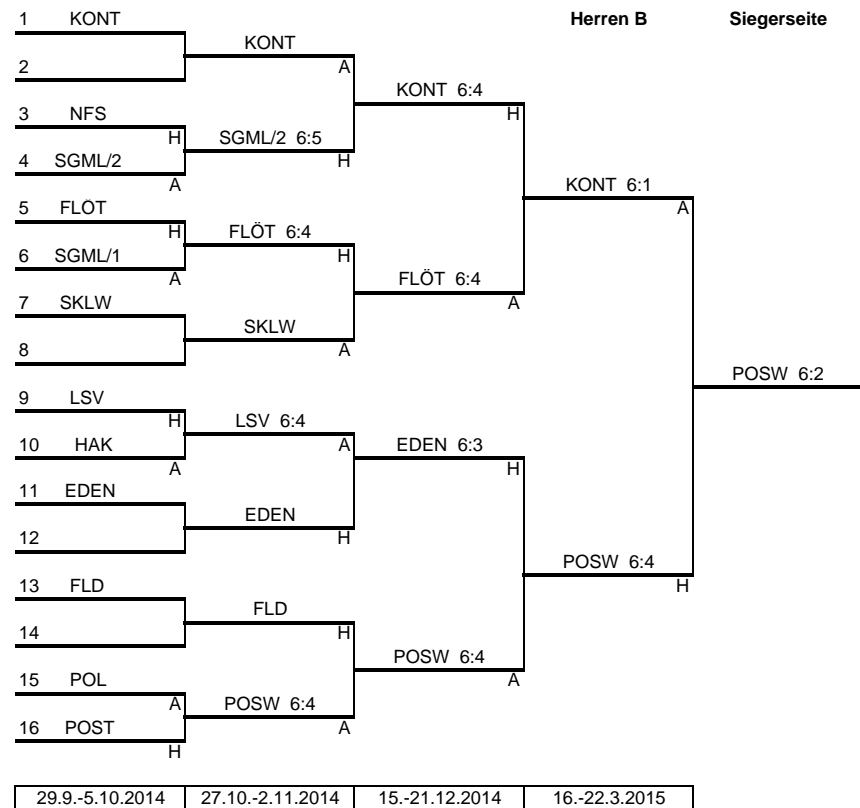 1 KONT Herren B Siegerseite
KONT
2 A
KONT 6:4
3 NFS H
H SGML/2 6:5
4 SGML/2 H
A KONT 6:1
5 FLÖT A
H FLÖT 6:4
6 SGML/1 H
A FLÖT 6:4
7 SKLW A
SKLW
8 A
POSW 6:2
9 LSV
H LSV 6:4
10 HAK A EDEN 6:3
A H
11 EDEN
EDEN
12 H
POSW 6:4
13 FLD H
FLD
14 H
POSW 6:4
15 POL A
A POSW 6:4
16 POST A
H
29.9.-5.10.2014 27.10.-2.11.2014 15.-21.12.2014 16.-22.3.2015